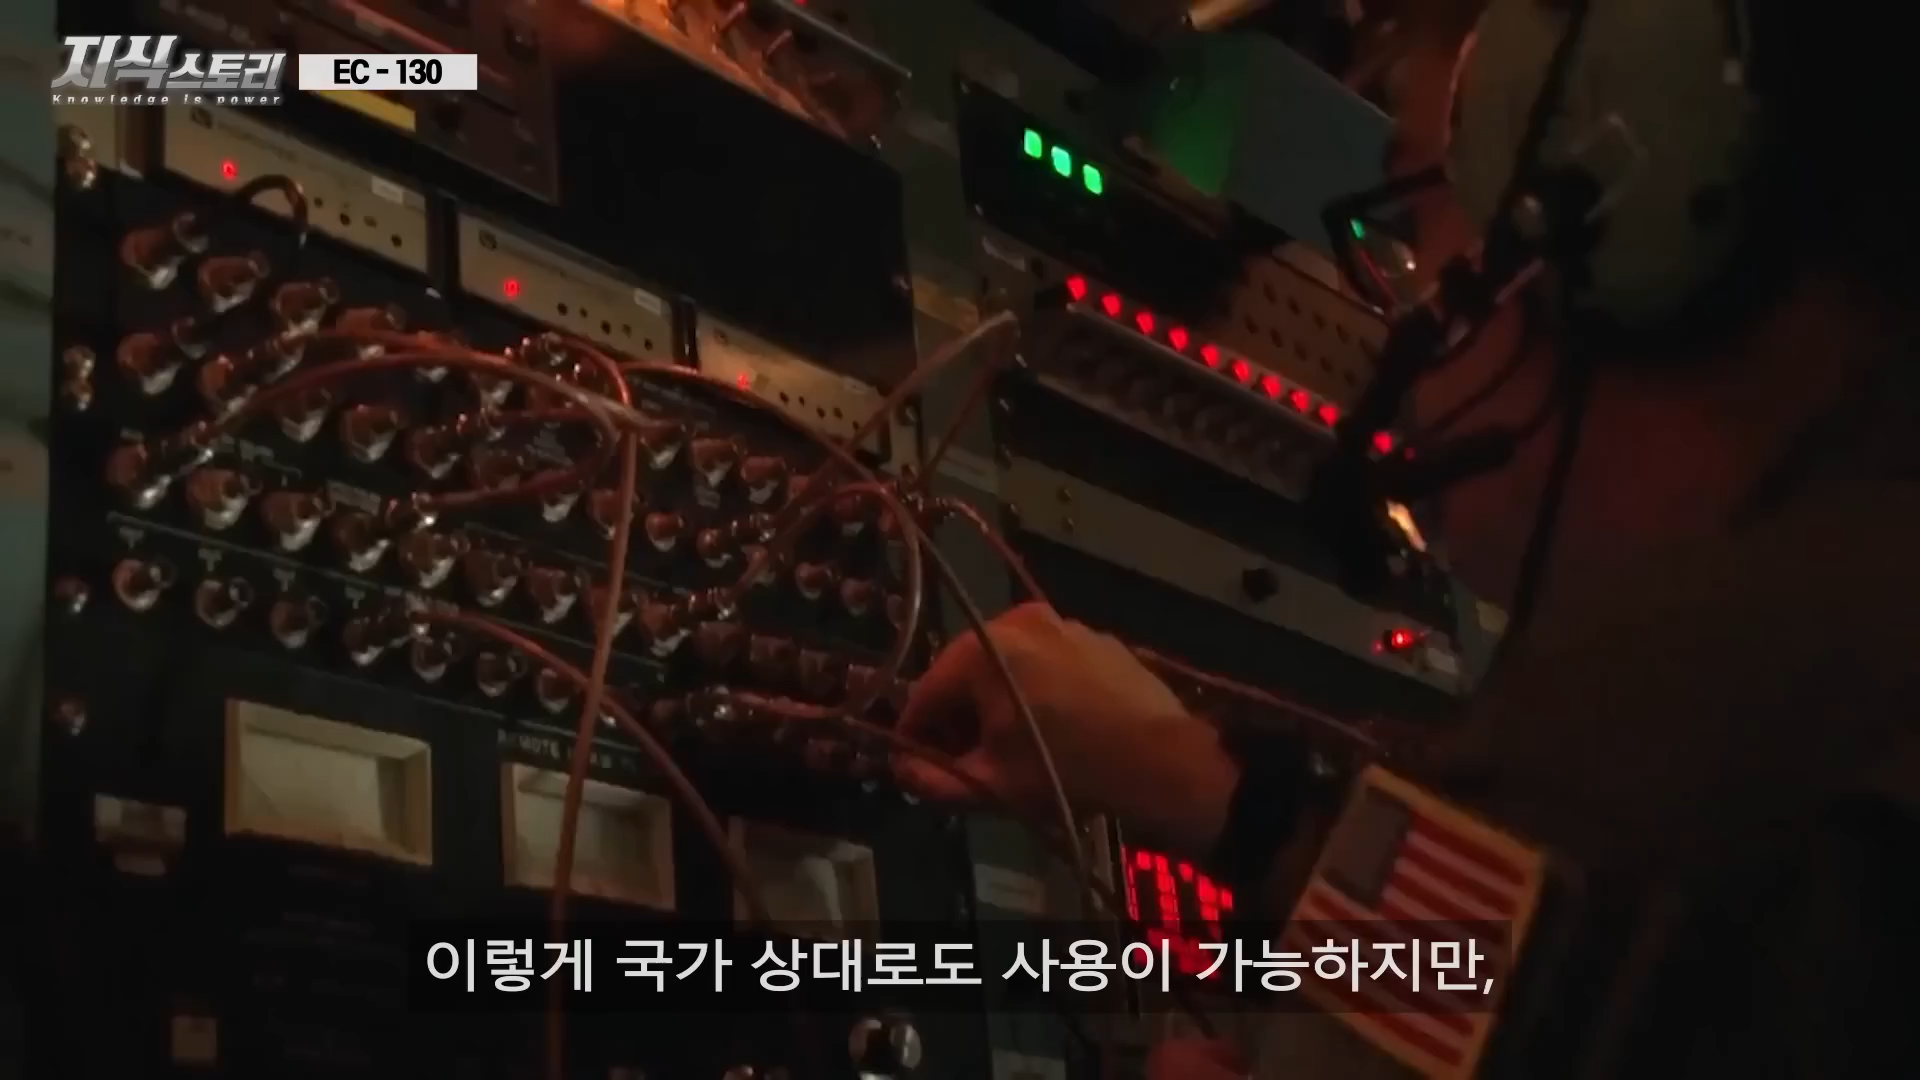 지식스토리
Knowledge is power
EC-130
REMOTE
이렇게 국가 상대로도 사용이 가능하지만,